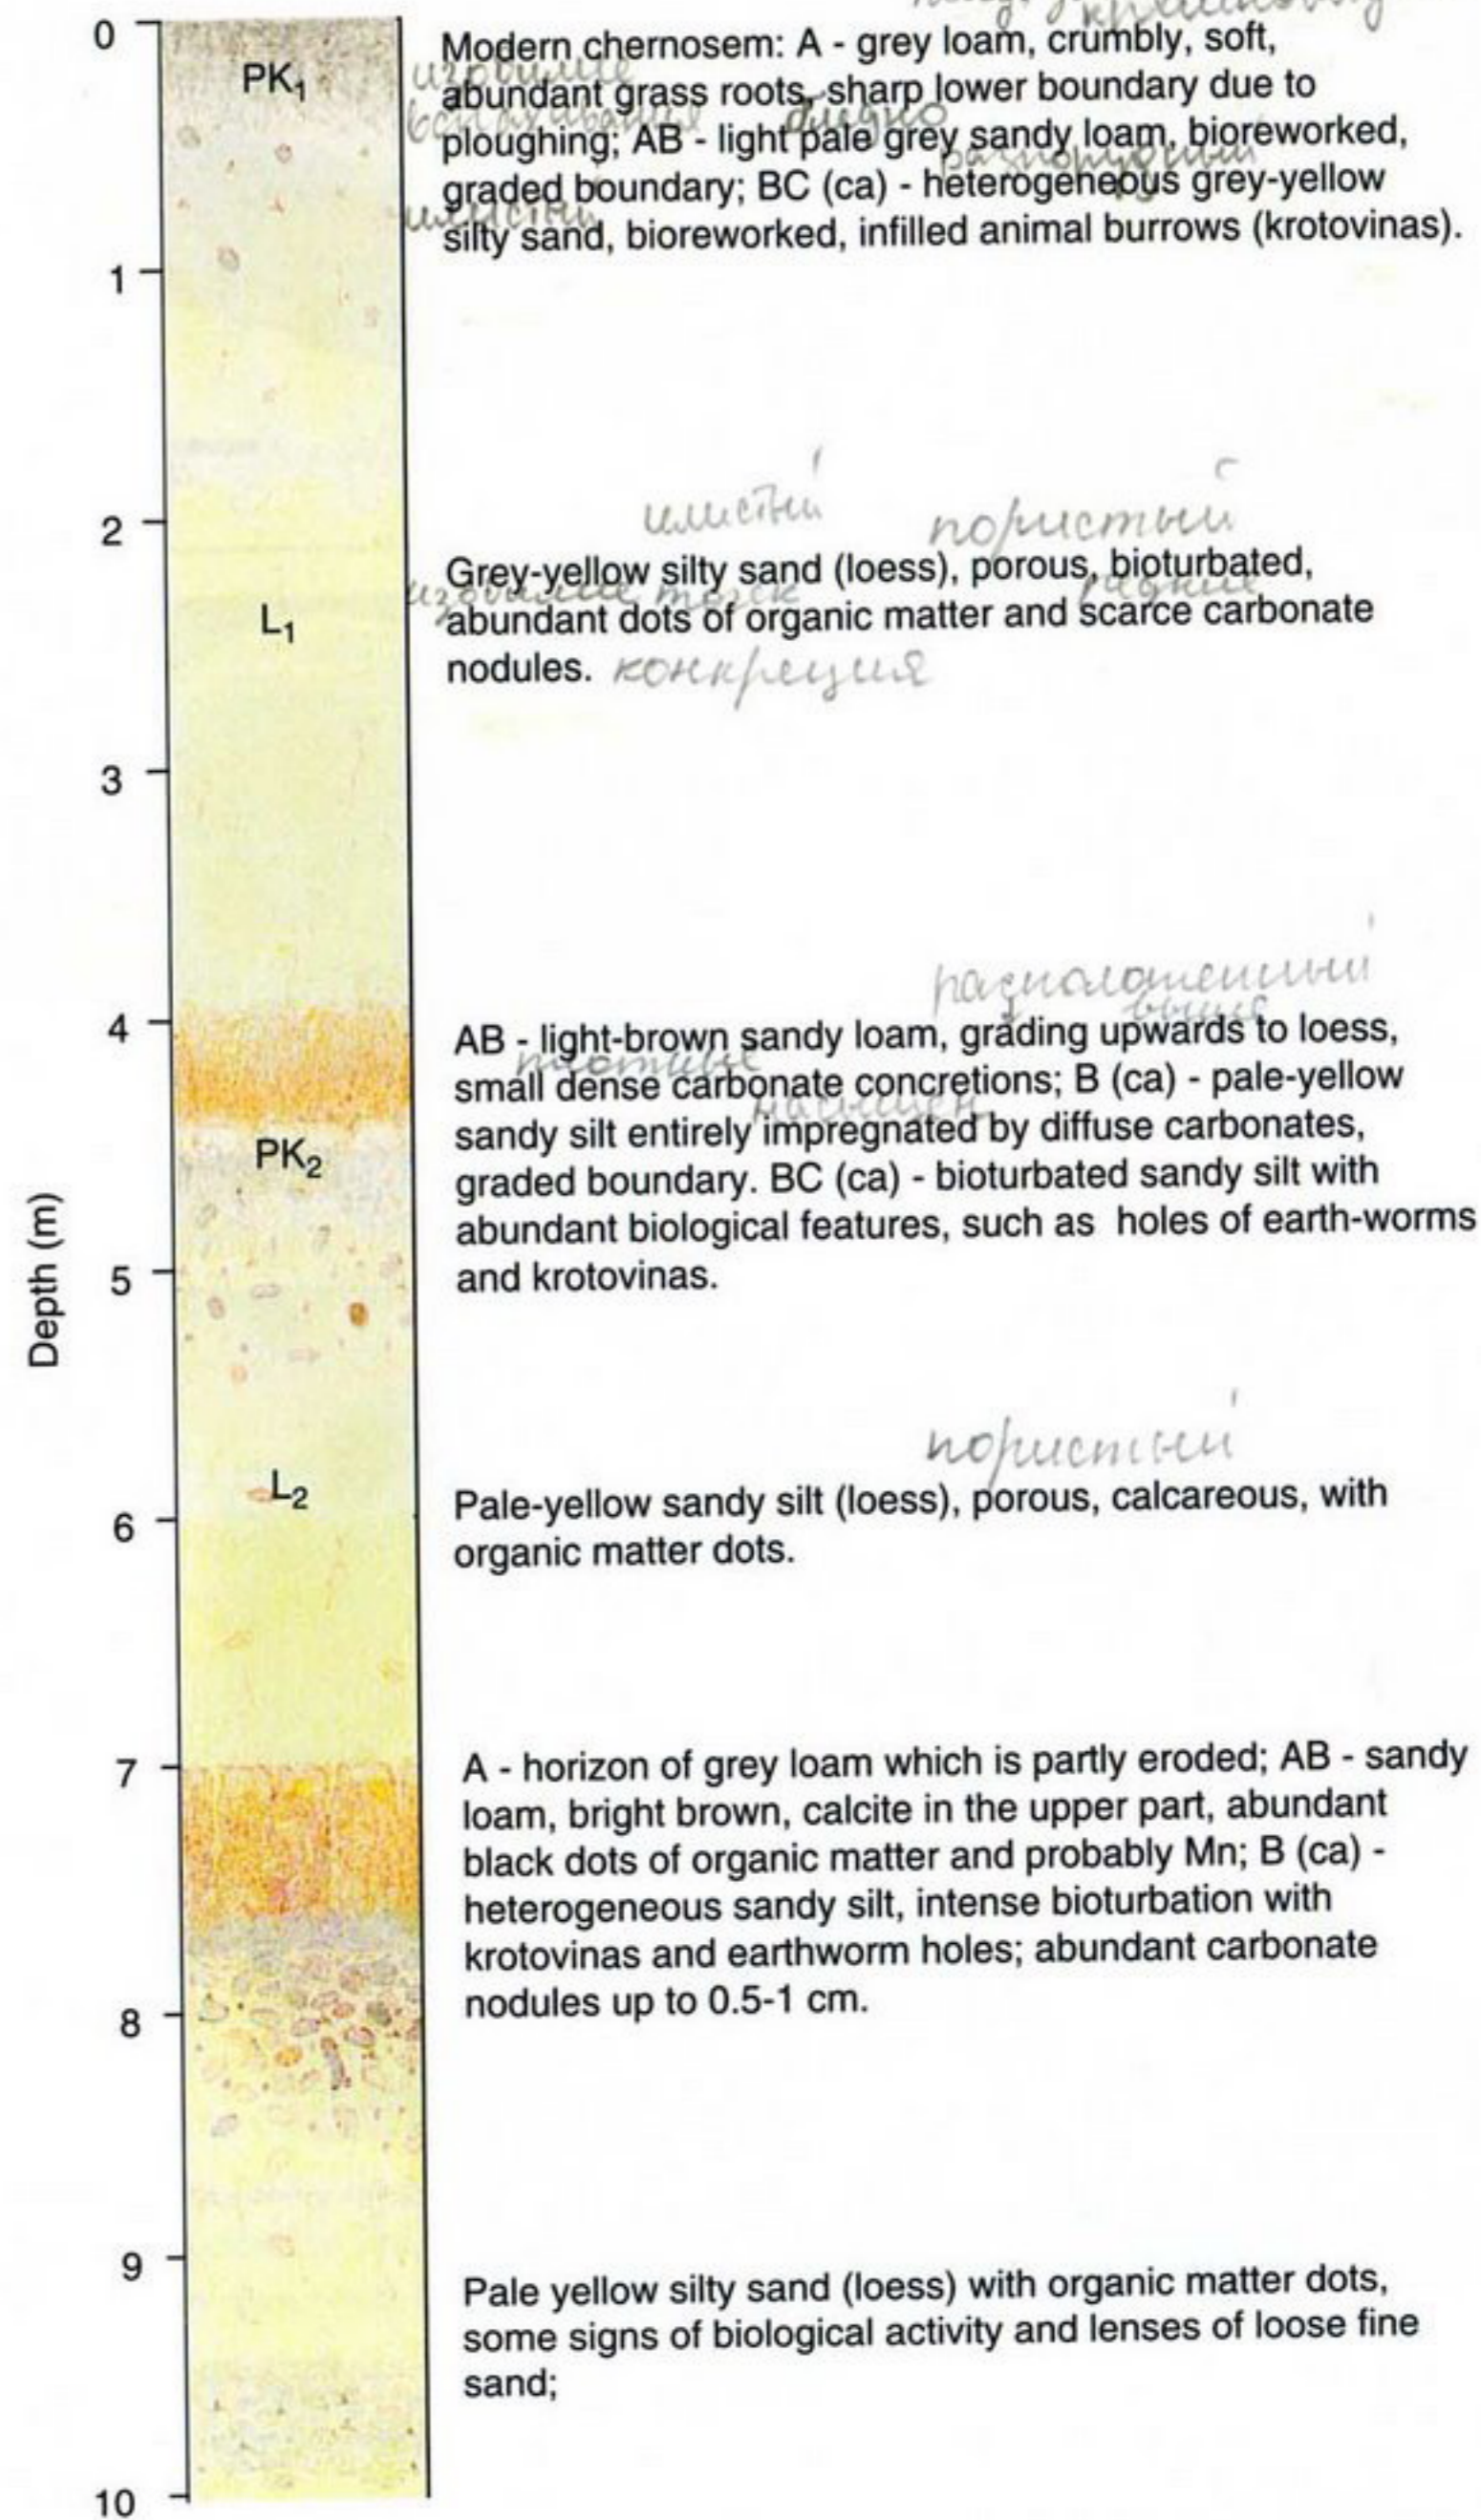 0
PK1
Modern chernosem: A - grey loam, crumbly, soft,
изобилие
abundant grass roots, sharp lower boundary due to
бледно
ploughing; AB - light pale grey sandy loam, bioreworked,
разнородный
graded boundary; BC (ca) - heterogeneous grey-yellow
илистый
silty sand, bioreworked, infilled animal burrows (krotovinas).
1
2
илистый пористый
Grey-yellow silty sand (loess), porous, bioturbated,
изобилие точек редкие
L1
abundant dots of organic matter and scarce carbonate
nodules. конкреция
3
расположенный
выше
4
AB - light-brown sandy loam, grading upwards to loess,
плотные
small dense carbonate concretions; B (ca) - pale-yellow
насыщен
sandy silt entirely impregnated by diffuse carbonates,
PK2
graded boundary. BC (ca) - bioturbated sandy silt with
abundant biological features, such as holes of earth-worms
5
and krotovinas.
Depth (m)
пористый
L2
6
Pale-yellow sandy silt (loess), porous, calcareous, with
organic matter dots.
7
A - horizon of grey loam which is partly eroded; AB - sandy
loam, bright brown, calcite in the upper part, abundant
black dots of organic matter and probably Mn; B (ca) -
heterogeneous sandy silt, intense bioturbation with
krotovinas and earthworm holes; abundant carbonate
nodules up to 0.5-1 cm.
8
9
Pale yellow silty sand (loess) with organic matter dots,
some signs of biological activity and lenses of loose fine
sand;
10